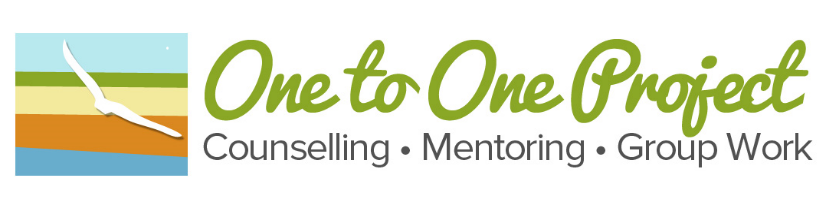 One to One Project
Counselling • Mentoring • Group Work